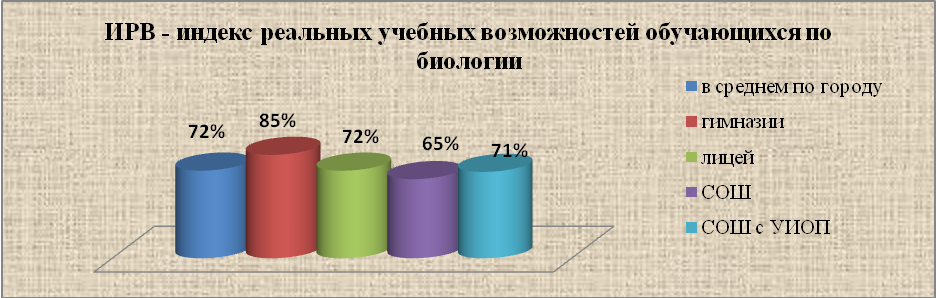 ИРВ - индекс реальных учебных возможностей обучающихся по
биологии
72%
85%
72%
65%
71%
в среднем по городу
гимназии
лицей
СОШ
СОШ с УИОП